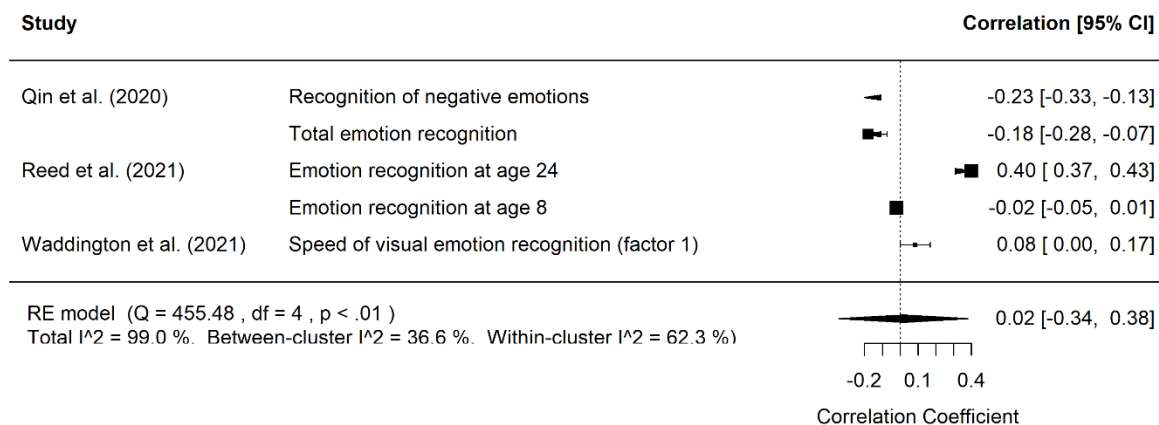 Study Correlation [95% CI]
Qin et al. (2020) Recognition of negative emotions -0.23 [-0.33, -0.13]
Total emotion recognition -0.18 [-0.28, -0.07]
Reed et al. (2021) Emotion recognition at age 24 0.40 [ 0.37, 0.43]
Emotion recognition at age 8 -0.02 [-0.05, 0.01]
Waddington et al. (2021) Speed of visual emotion recognition (factor 1) 0.08 [ 0.00, 0.17]
RE model (Q = 455.48 , df = 4 , p < .01 ) 0.02 [-0.34, 0.38]
Total I^2 = 99.0 %. Between-cluster I^2 = 36.6 %. Within-cluster I^2 = 62.3 %)
-0.2 0.1 0.4
Correlation Coefficient